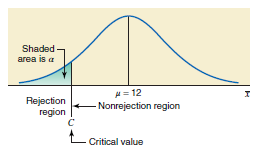 Shaded
area is α
μ = 12
x̅
Rejection
region
Nonrejection region
C
Critical value